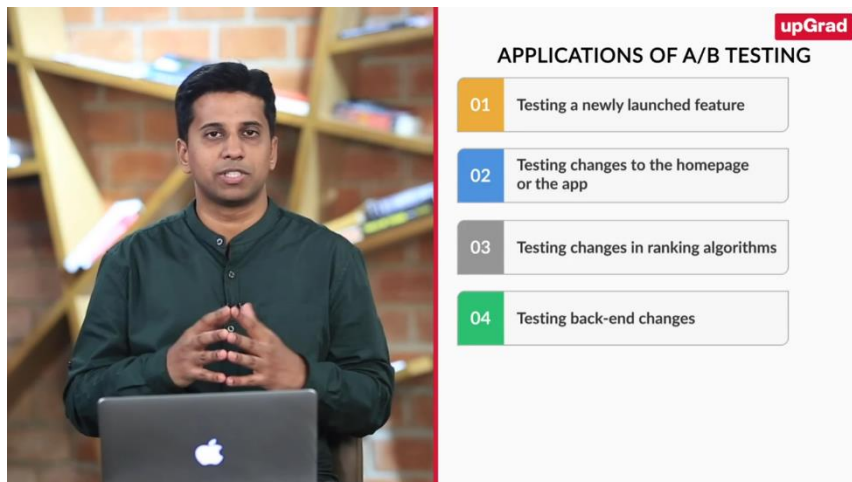 upGrad
APPLICATIONS OF A/B TESTING
01
Testing a newly launched feature
02
Testing changes to the homepage
or the app
03
Testing changes in ranking algorithms
04
Testing back-end changes